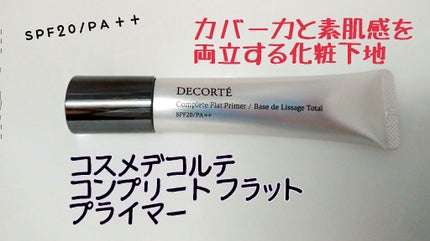 SPF20/PA++
カバー力と素肌感を
両立する化粧下地
DECORTÉ
Complete Flat Primer / Base de Lissage Total
SPF20/PA++
コスメデコルテ
コンプリート フラット
プライマー